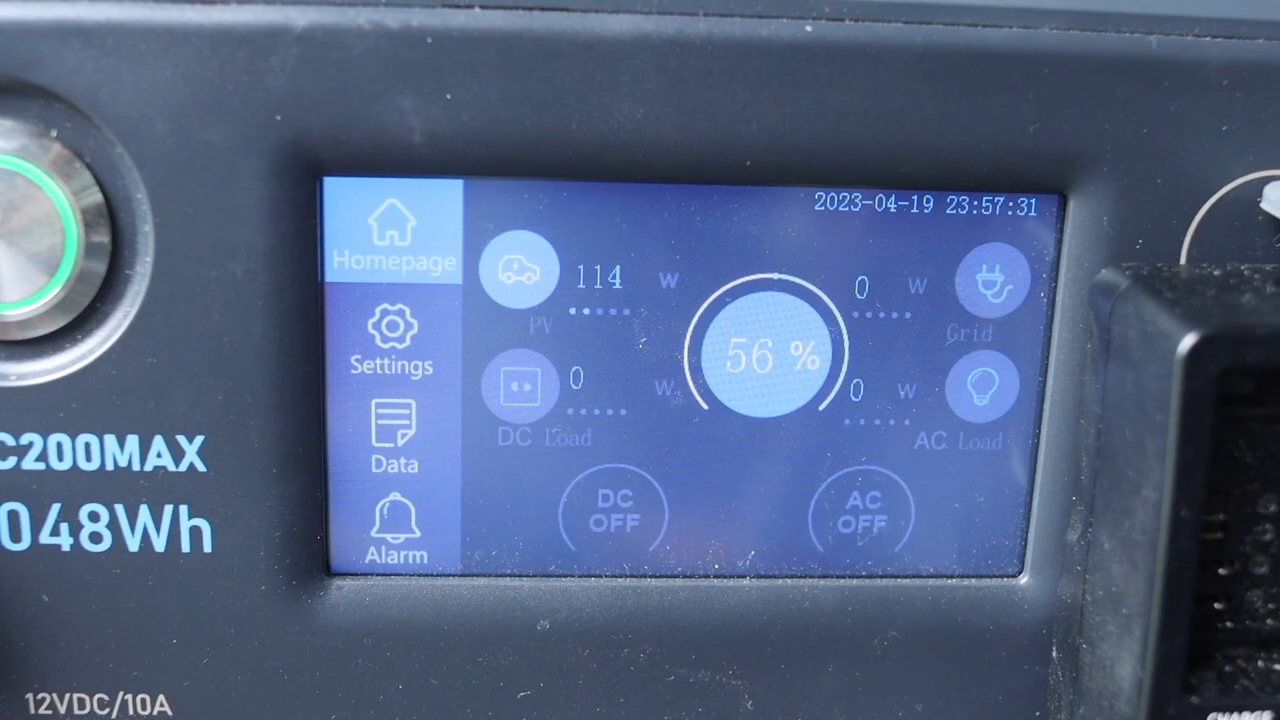 2023-04-19 23:57:31
Homepage
114 W
PV
0 W
Grid
56 %
Settings
0 W
DC Load
0 W
AC Load
Data
DC
OFF
AC
OFF
Alarm
C200MAX
048Wh
12VDC/10A
CHARGE